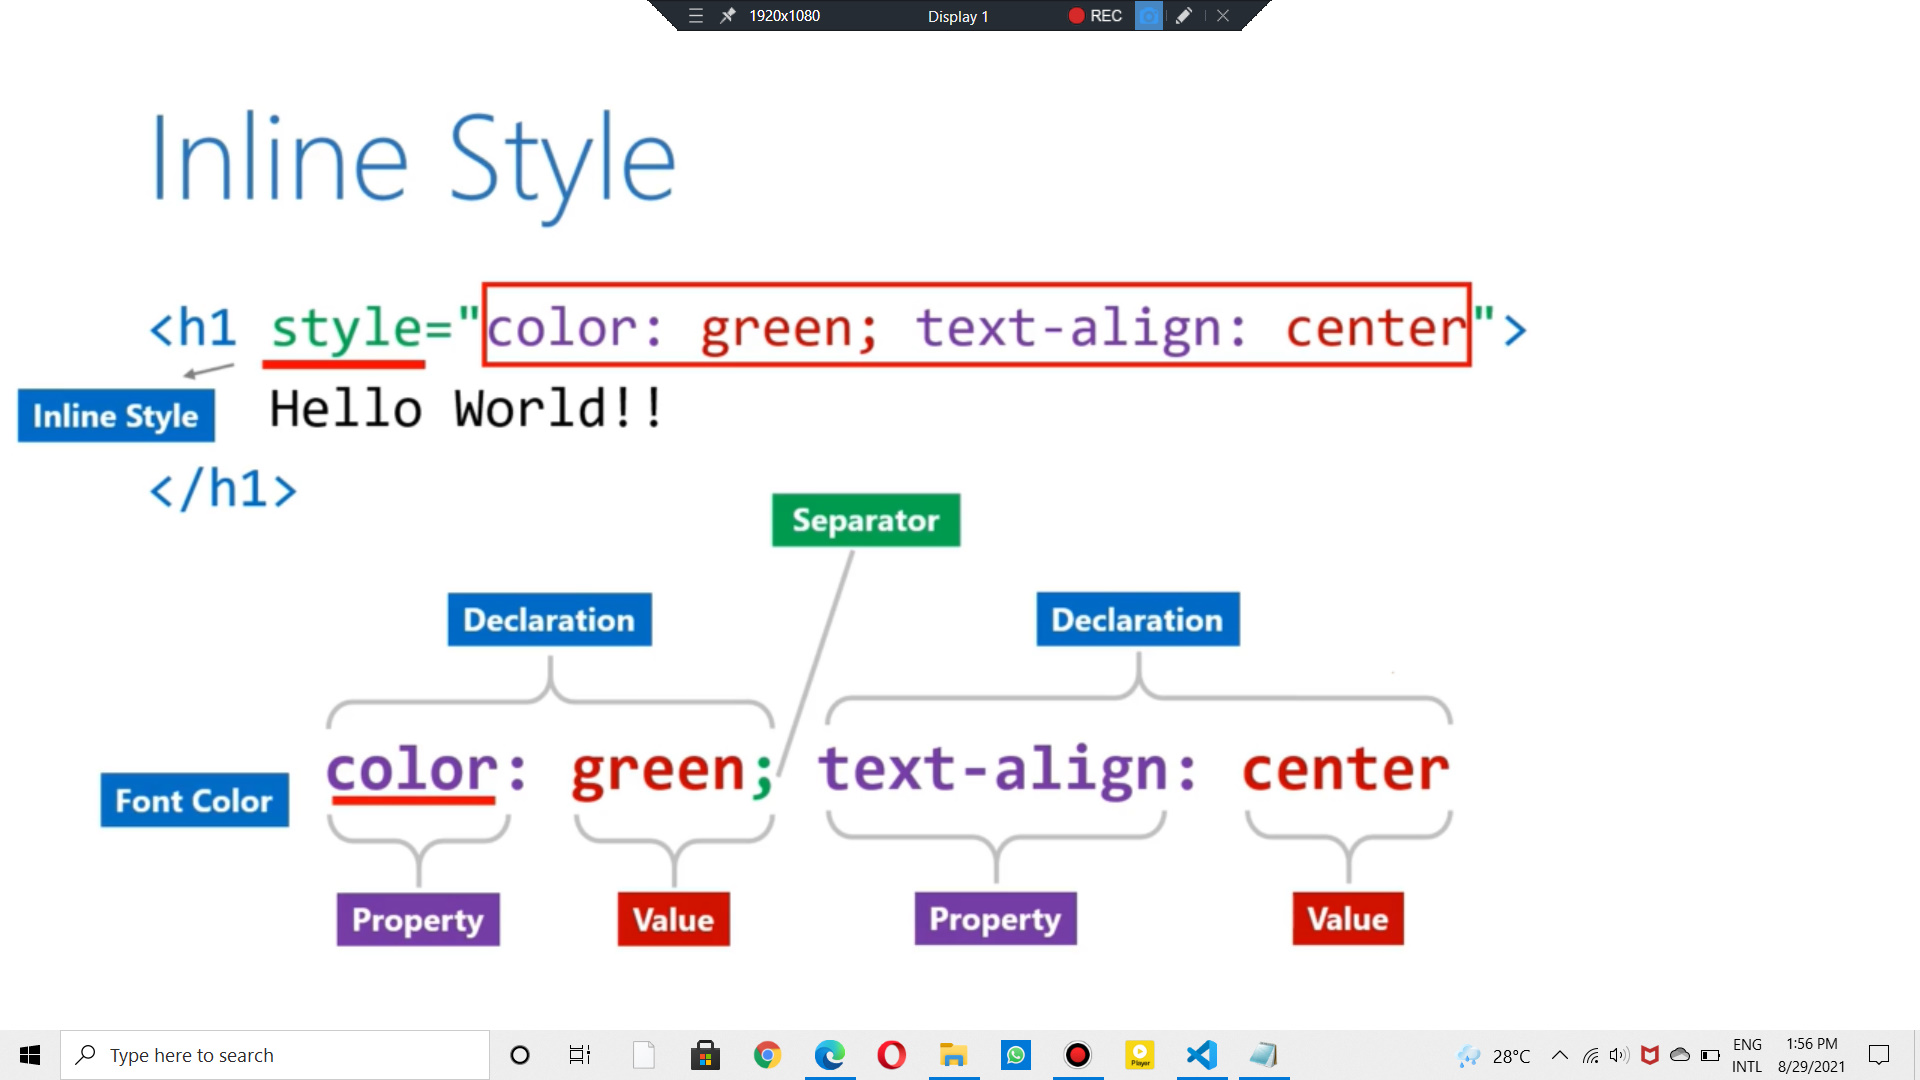 1920x1080 Display 1 REC
Inline Style
<h1 style="color: green; text-align: center">
Inline Style Hello World!!
</h1>
Separator
Declaration Declaration
color: green; text-align: center
Font Color
Property Value Property Value
Type here to search
Player
28°C
ENG
INTL
1:56 PM
8/29/2021